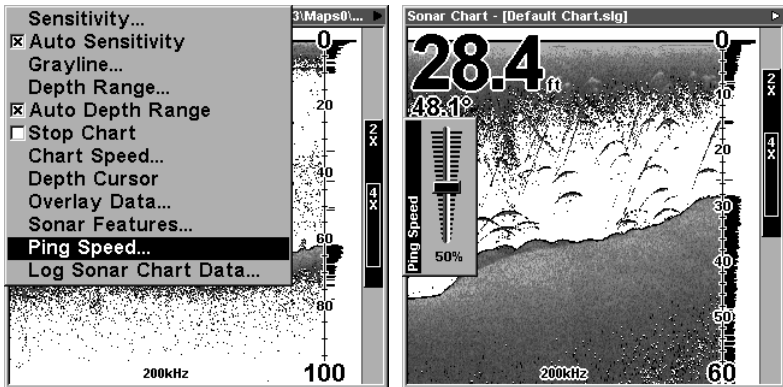 Sensitivity...
Auto Sensitivity
Grayline...
Depth Range...
Auto Depth Range
Stop Chart
Chart Speed...
Depth Cursor
Overlay Data...
Sonar Features...
Ping Speed...
Log Sonar Chart Data...
3\Maps0\...
0
20
40
60
80
100
2X
4X
200kHz
Sonar Chart - [Default Chart.slg]
28.4 ft
48.1°
Ping Speed
50%
0
10
20
30
40
50
60
2X
4X
200kHz